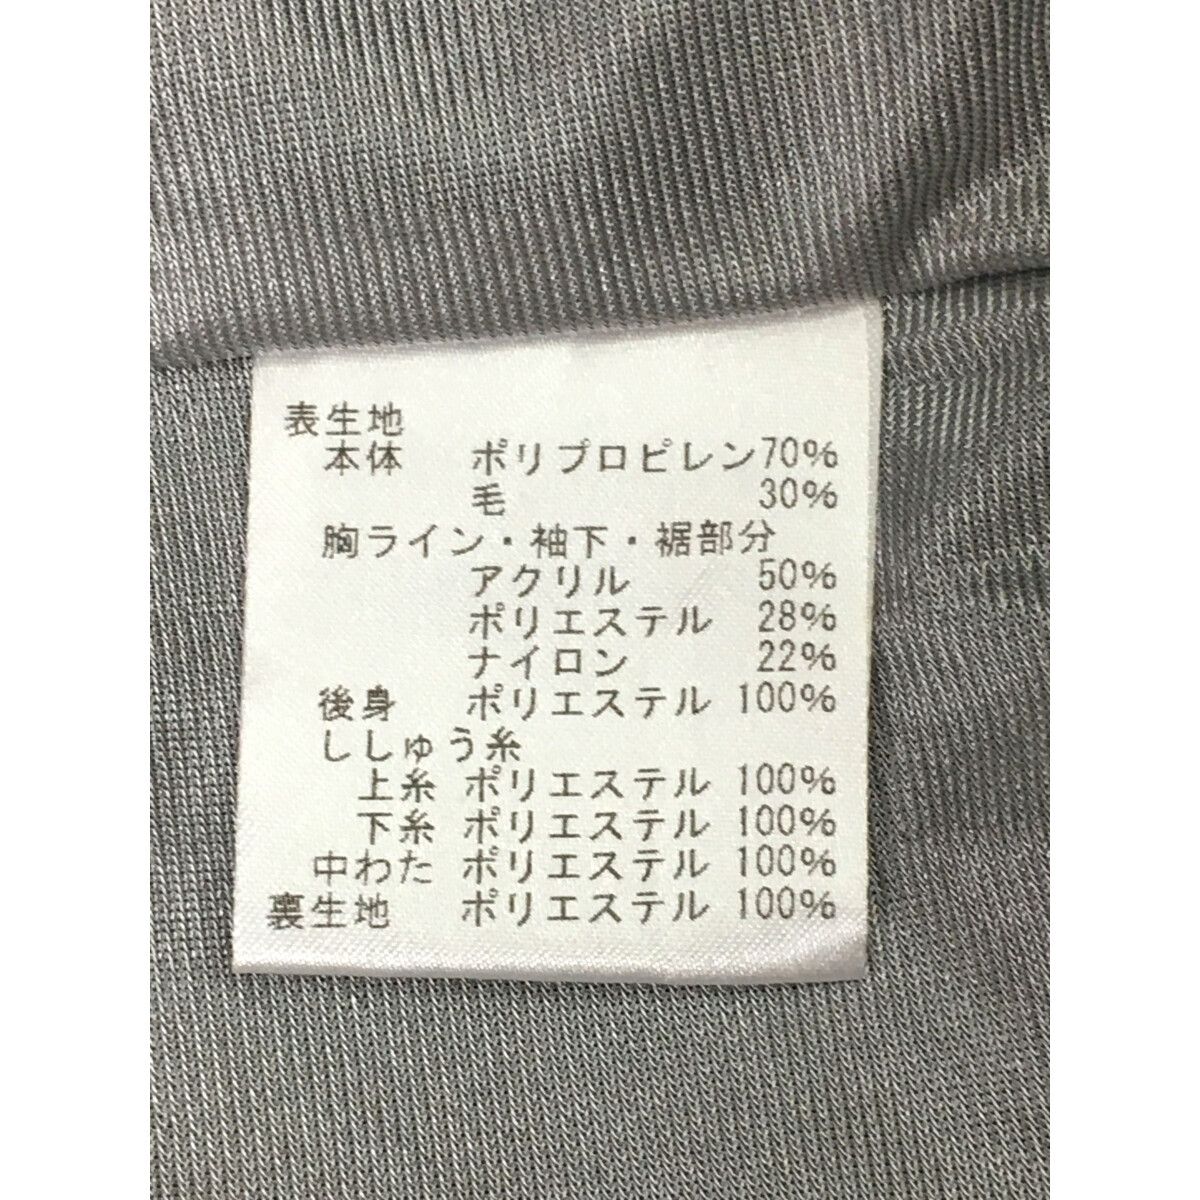 表生地
本体 ポリプロピレン70%
毛 30%
胸ライン・袖下・裾部分
アクリル 50%
ポリエステル 28%
ナイロン 22%
後身 ポリエステル 100%
ししゅう糸
上糸 ポリエステル 100%
下糸 ポリエステル 100%
中わた ポリエステル 100%
裏生地 ポリエステル 100%